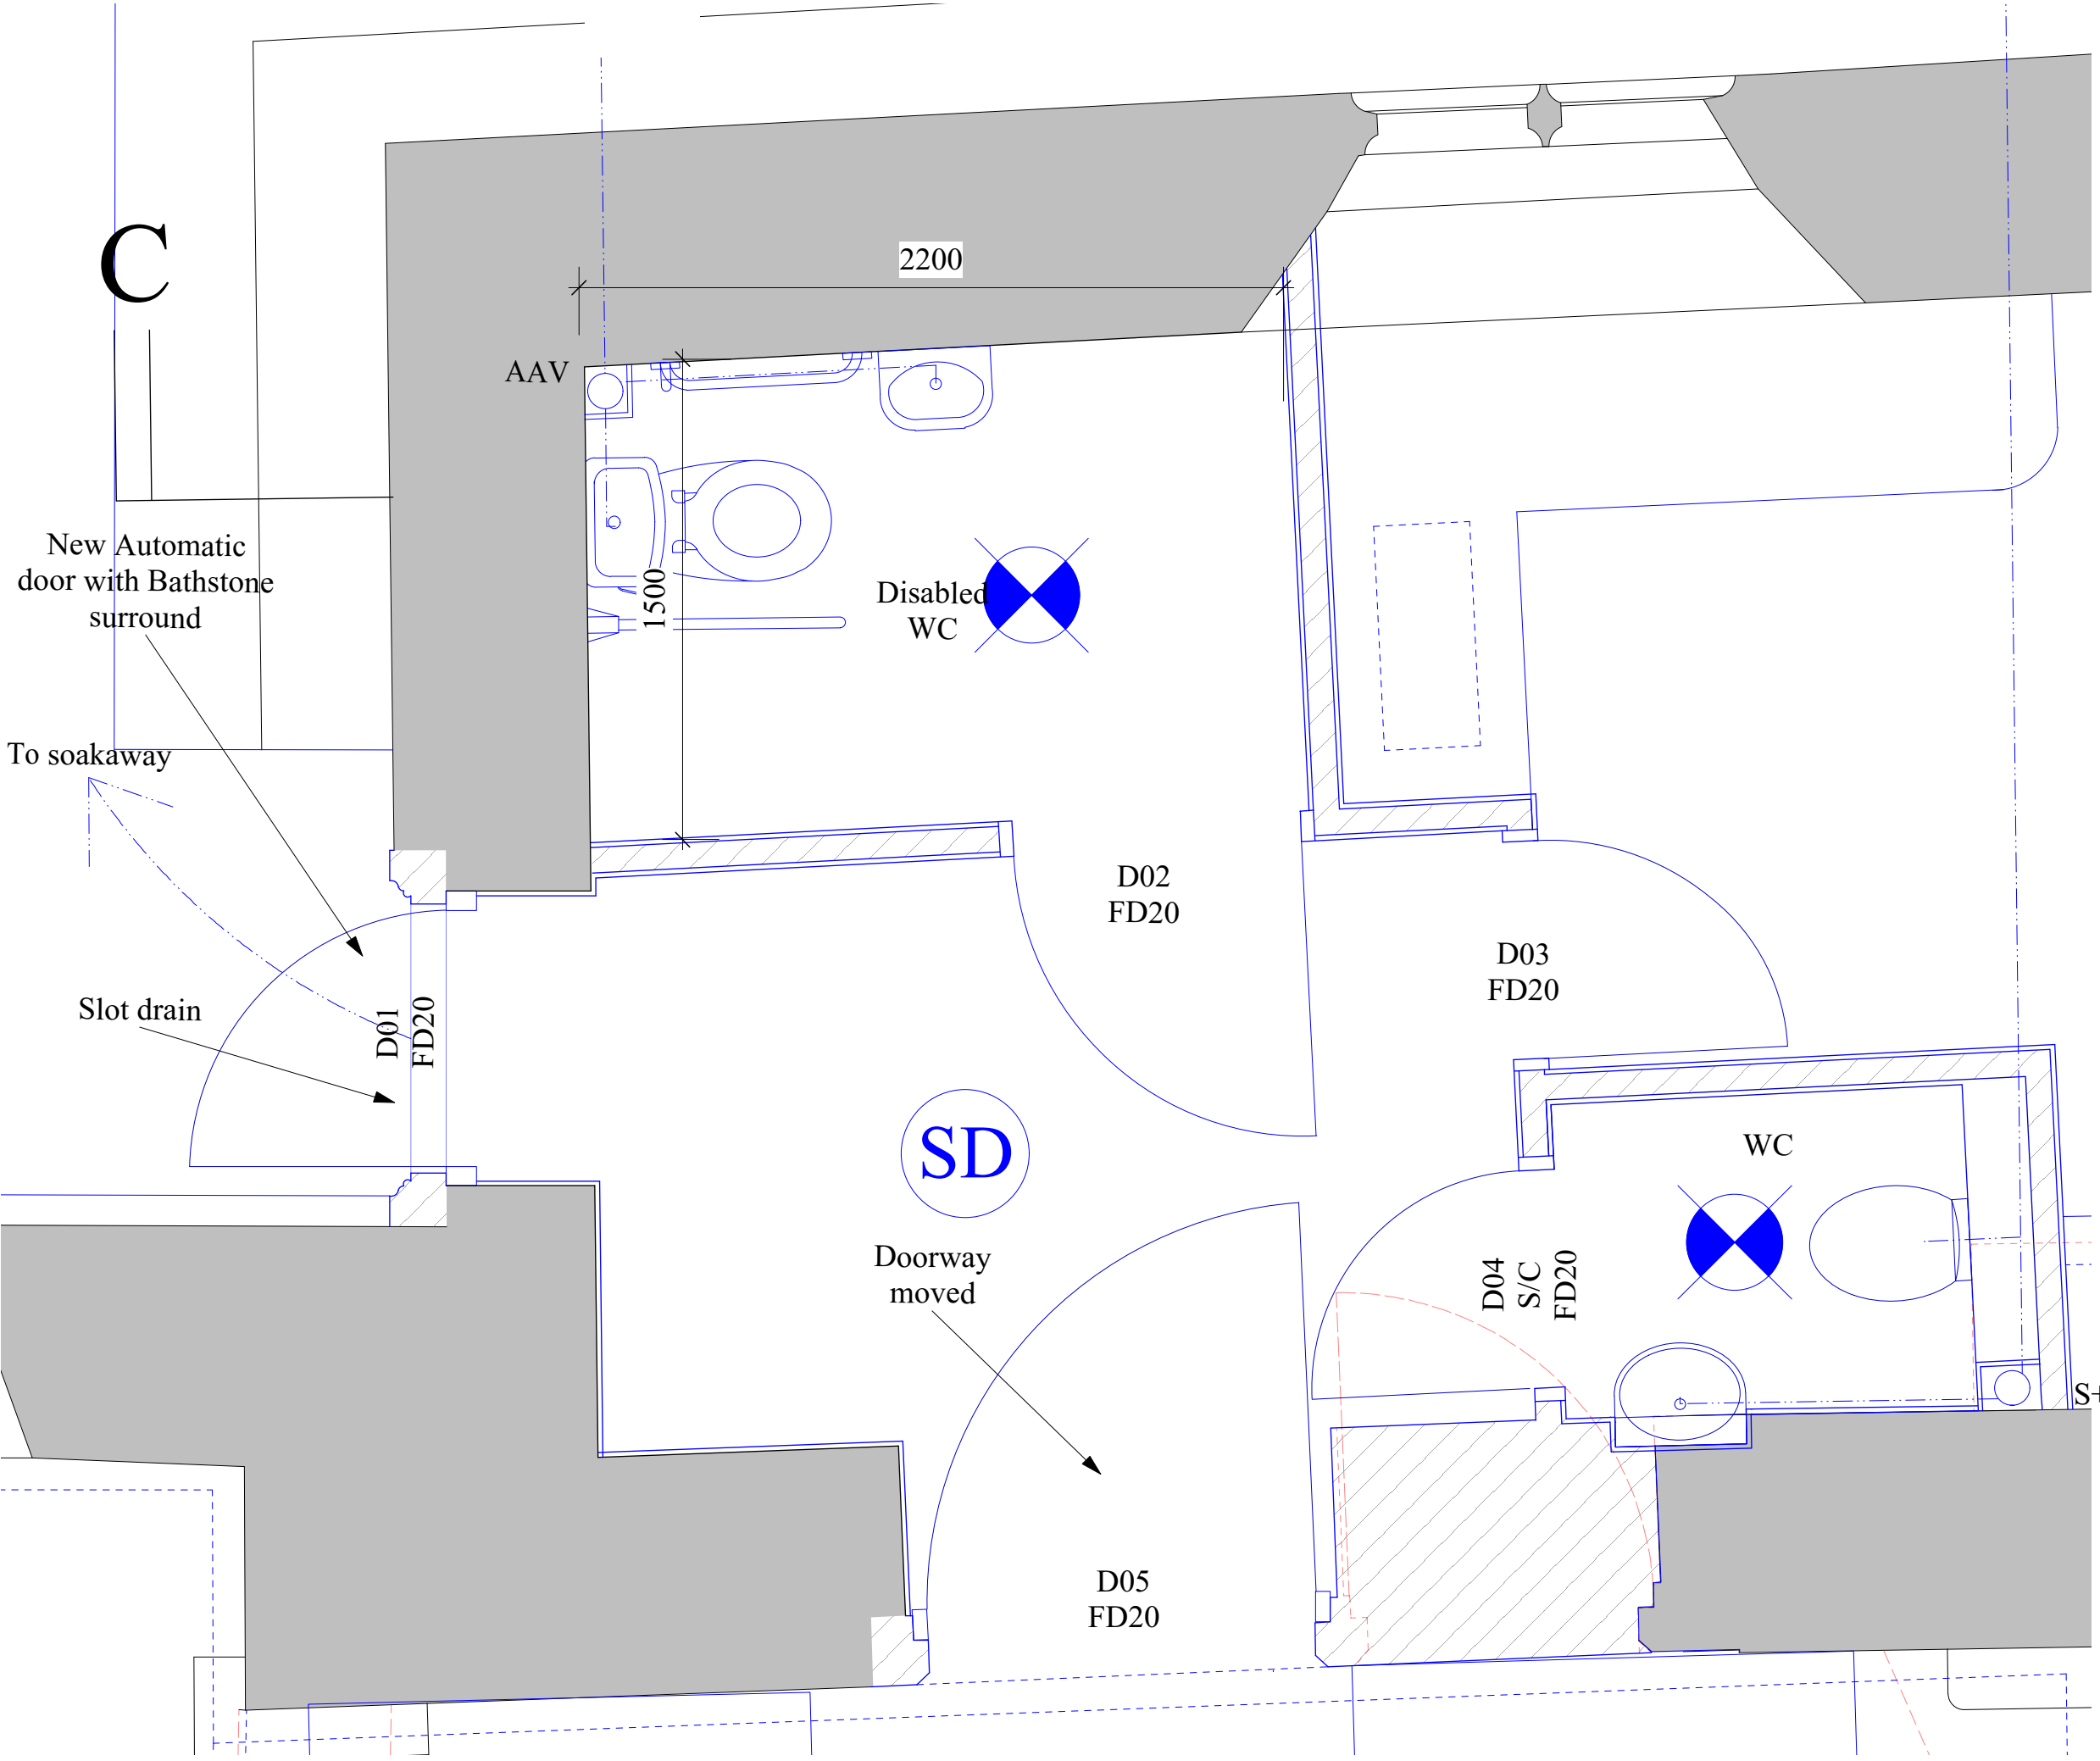 C
2200
AAV
New Automatic
door with Bathstone
surround
1500
Disabled
WC
To soakaway
D02
FD20
D03
FD20
Slot drain
D01
FD20
SD
WC
Doorway
moved
D04
S/C
FD20
D05
FD20
S+